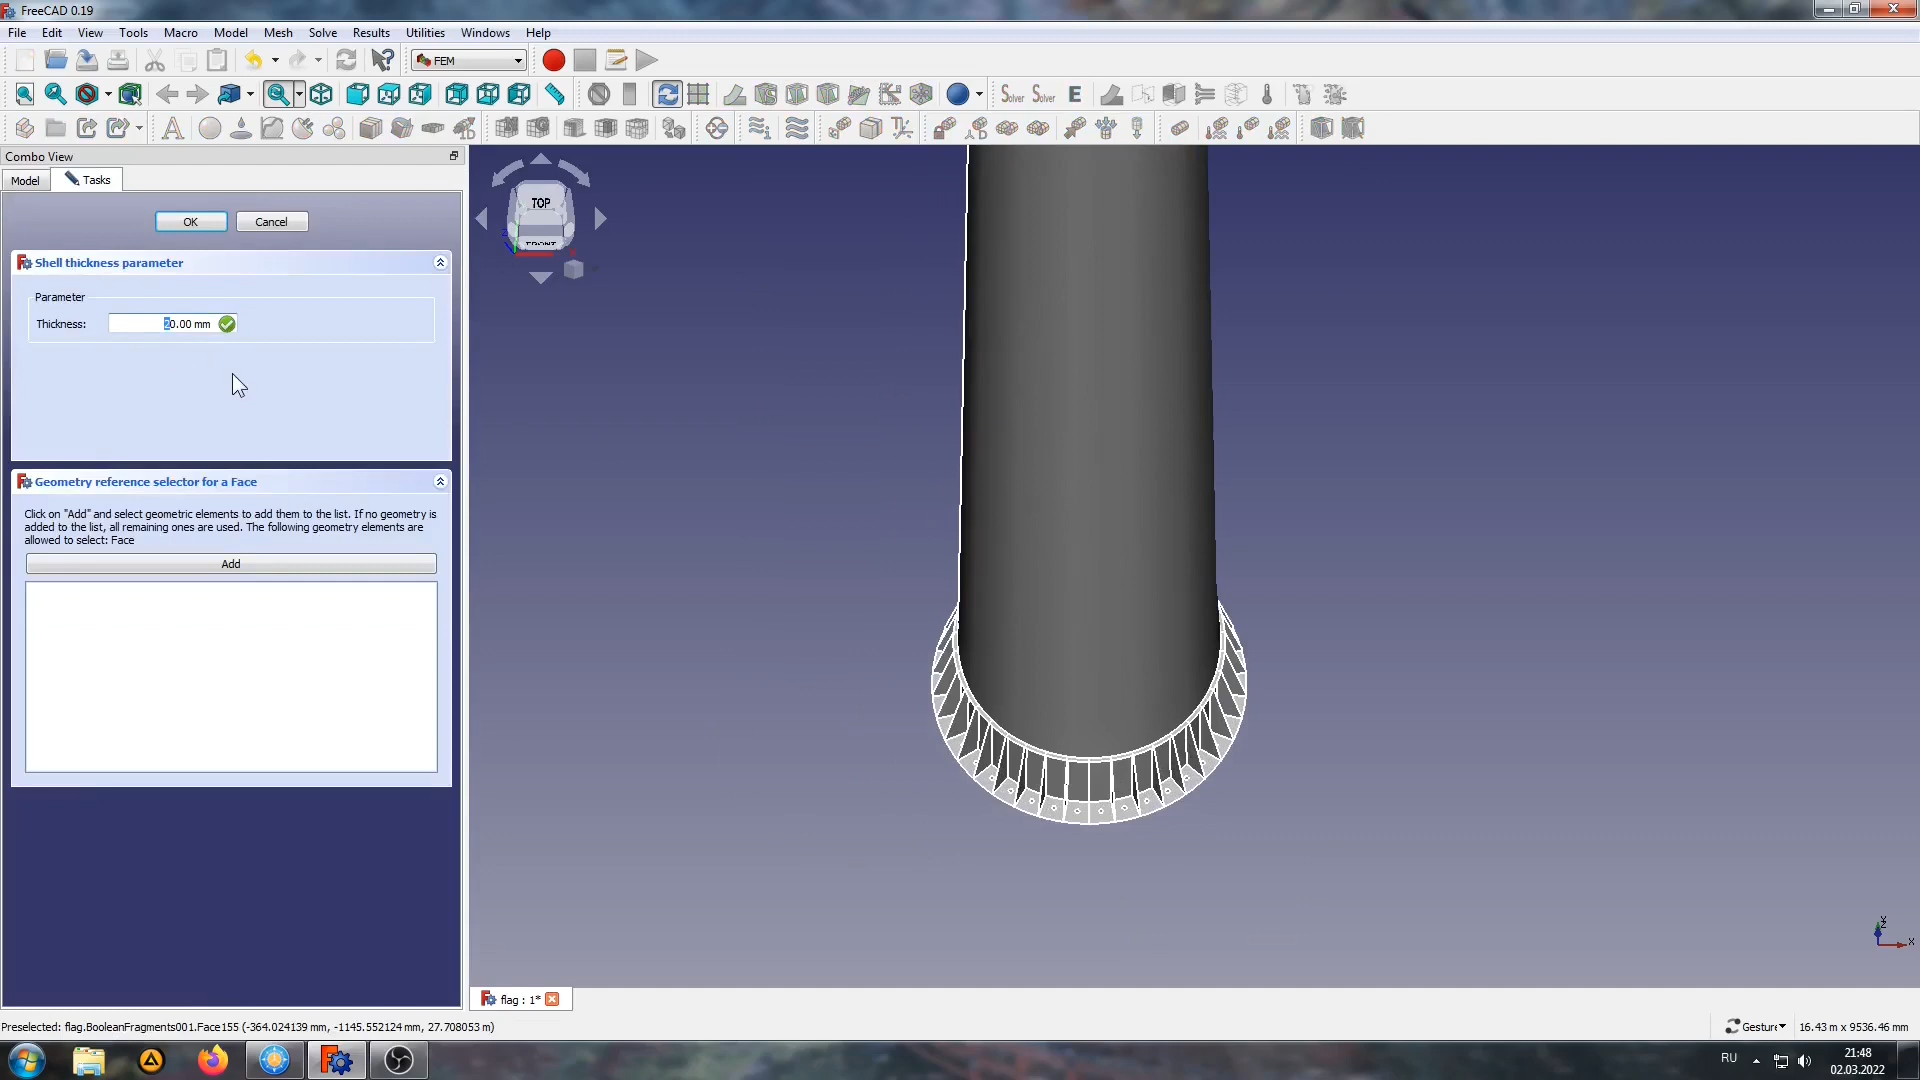 FreeCAD 0.19
File Edit View Tools Macro Model Mesh Solve Results Utilities Windows Help
FEM
Solver Solver E
A D
D
Combo View
Model Tasks
OK Cancel
Shell thickness parameter
Parameter
Thickness: 20.00 mm
Geometry reference selector for a Face
Click on "Add" and select geometric elements to add them to the list. If no geometry is
added to the list, all remaining ones are used. The following geometry elements are
allowed to select: Face
Add
TOP
FRONT
Y
Z
X
flag : 1*
Preselected: flag.BooleanFragments001.Face155 (-364.024139 mm, -1145.552124 mm, 27.708053 m)
Gesture 16.43 m x 9536.46 mm
RU
21:48
02.03.2022